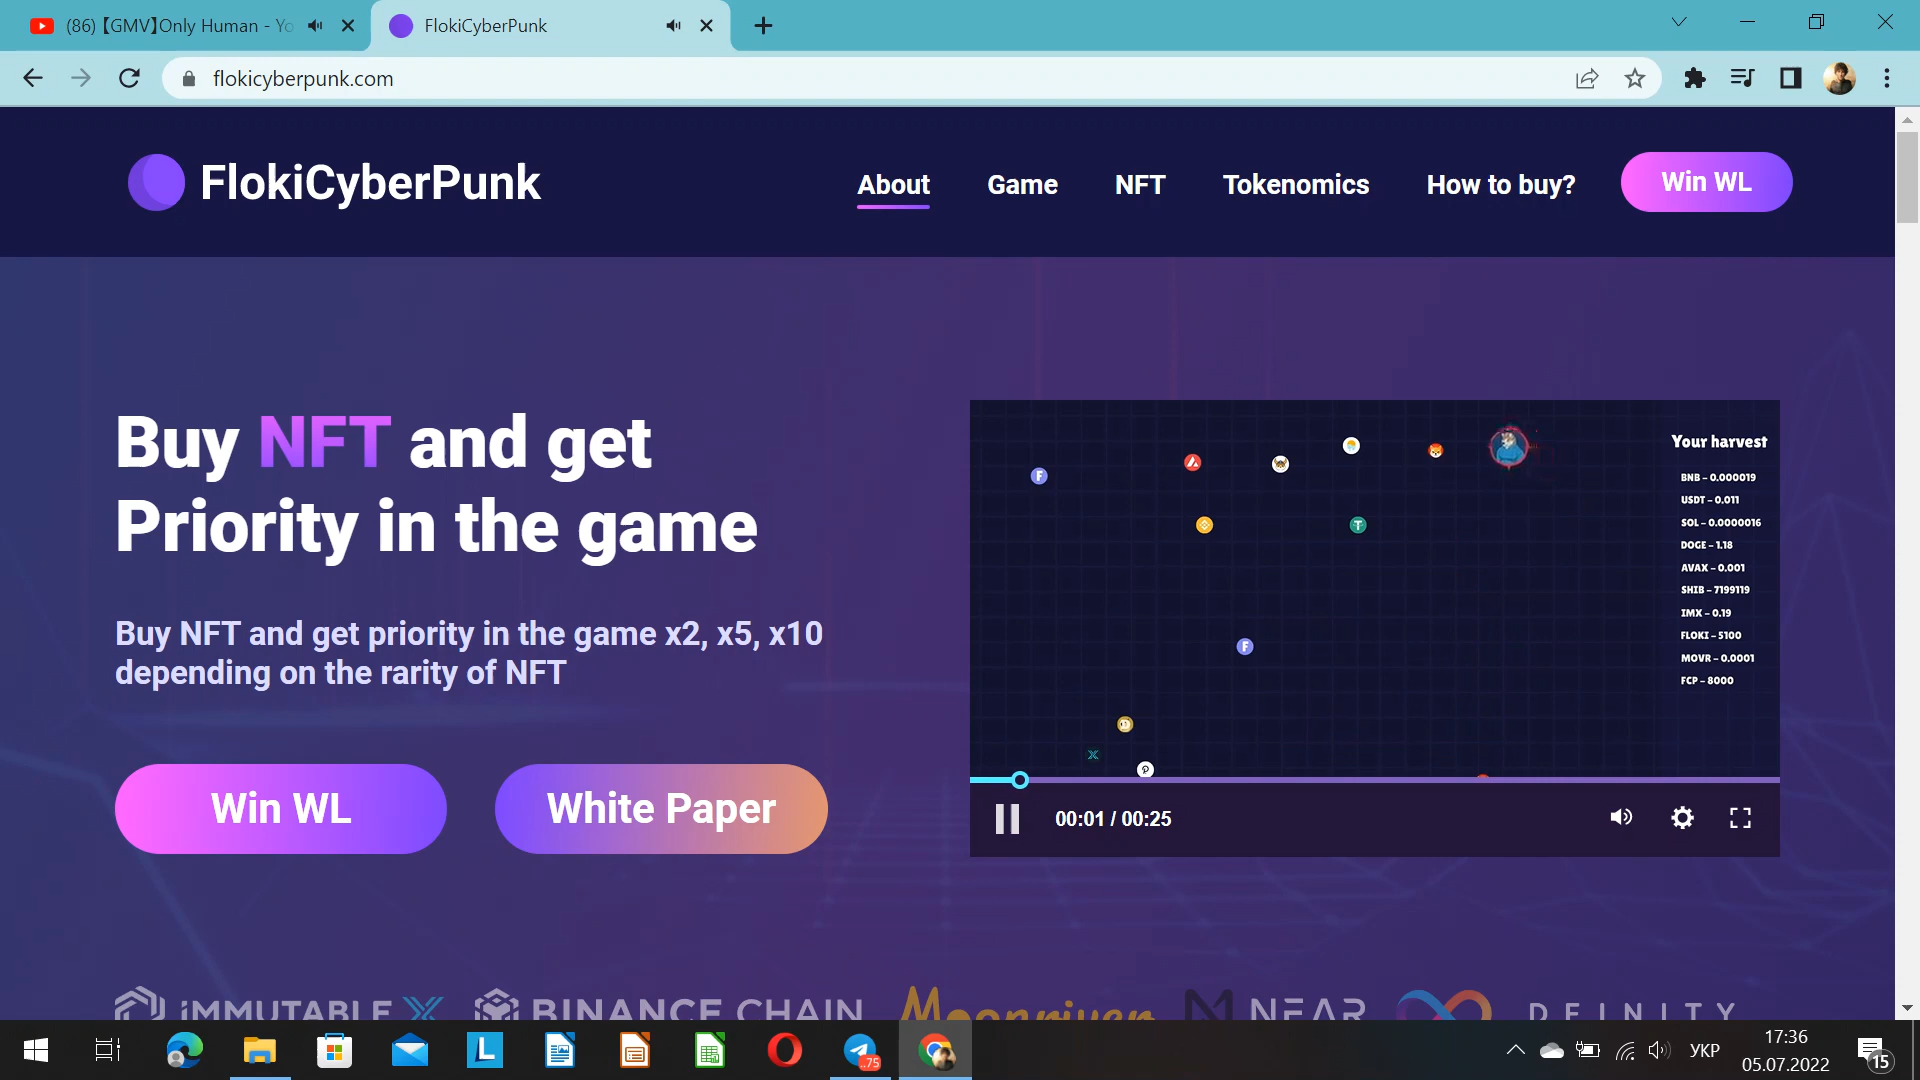 (86) 【GMV】Only Human - Yo
FlokiCyberPunk
flokicyberpunk.com
FlokiCyberPunk
About
Game
NFT
Tokenomics
How to buy?
Win WL
Buy NFT and get
Priority in the game
Buy NFT and get priority in the game x2, x5, x10
depending on the rarity of NFT
Win WL
White Paper
Your harvest
BNB - 0.000019
USDT - 0.011
SOL - 0.0000016
DOGE - 1.18
AVAX - 0.001
SHIB - 7199119
IMX - 0.19
FLOKI - 5100
MOVR - 0.0001
FCP - 8000
00:01 / 00:25
IMMUTABLE X
BINANCE CHAIN
Moonriver
NEAR
DFINITY
.75
УКР
17:36
05.07.2022
15